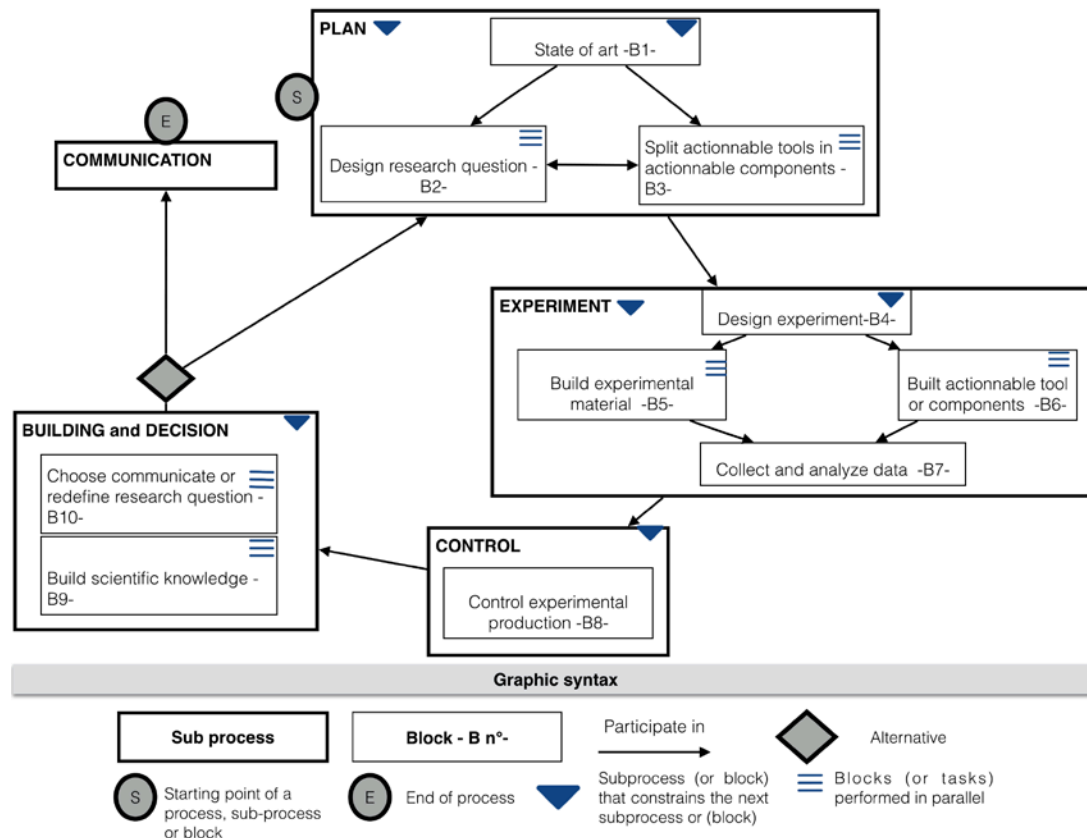 PLAN
State of art -B1-
S
Design research question -
B2-
Split actionnable tools in
actionnable components -
B3-
E
COMMUNICATION
EXPERIMENT
Design experiment-B4-
Build experimental
material -B5-
Built actionnable tool
or components -B6-
Collect and analyze data -B7-
BUILDING and DECISION
Choose communicate or
redefine research question -
B10-
Build scientific knowledge -
B9-
CONTROL
Control experimental
production -B8-
Graphic syntax
Sub process
Block - B n°-
Participate in
Alternative
S
Starting point of a
process, sub-process
or block
E
End of process
Subprocess (or block)
that constrains the next
subprocess or (block)
Blocks (or tasks)
performed in parallel